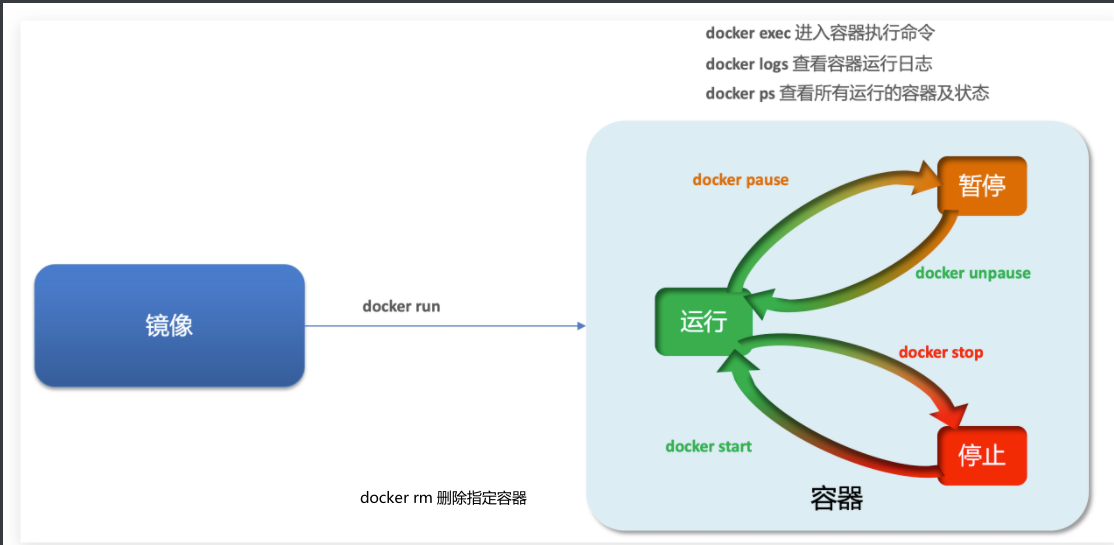 docker exec 进入容器执行命令
docker logs 查看容器运行日志
docker ps 查看所有运行的容器及状态
docker pause
暂停
docker unpause
镜像
docker run
运行
docker stop
docker start
停止
docker rm 删除指定容器
容器